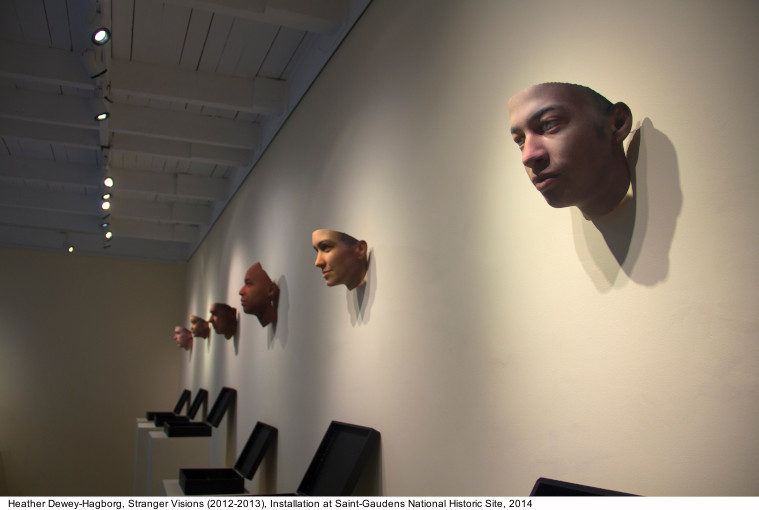 Heather Dewey-Hagborg, Stranger Visions (2012-2013), Installation at Saint-Gaudens National Historic Site, 2014